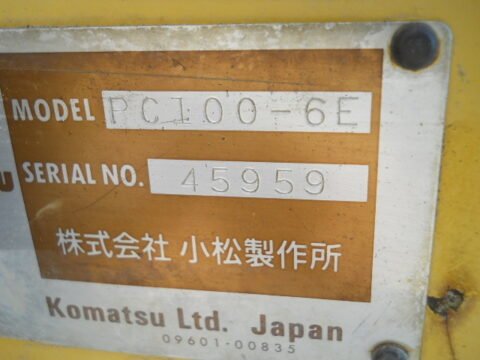 MODEL PC100-6E
SERIAL NO. 45959
株式会社 小松製作所
Komatsu Ltd. Japan
09601-00835